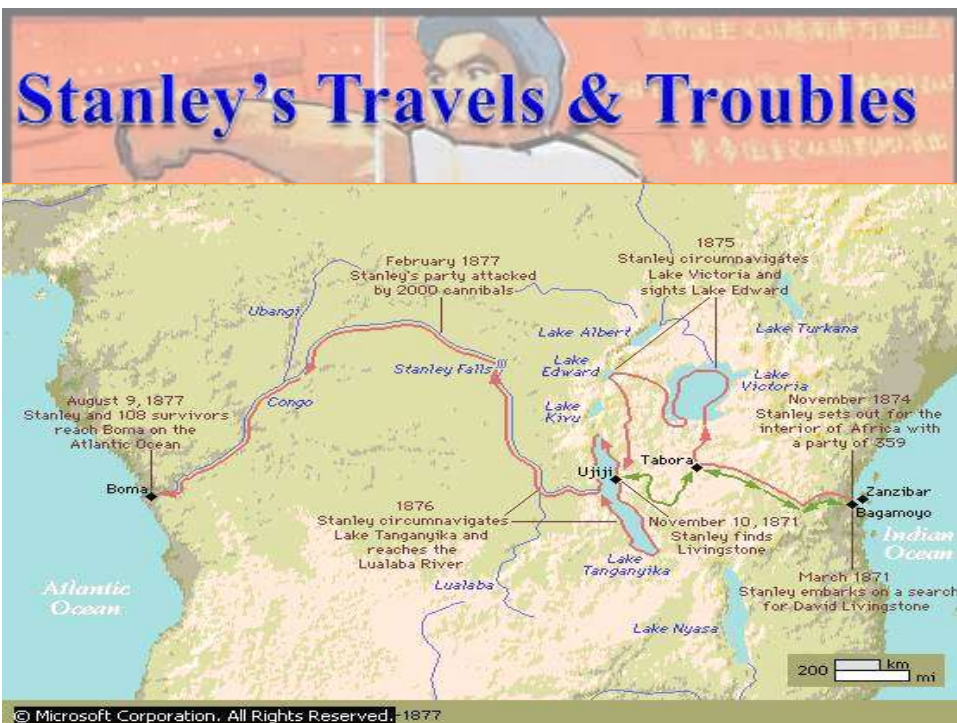 Stanley's Travels & Troubles
1875
Stanley circumnavigates
Lake Victoria and
sights Lake Edward
February 1877
Stanley's party attacked
by 2000 cannibals
Ubangi
Lake Albert
Lake Turkana
Lake
Edward
Stanley Falls
Lake
Victoria
August 9, 1877
Stanley and 108 survivors
reach Boma on the
Atlantic Ocean
Congo
Lake
Kivu
November 1874
Stanley sets out for the
interior of Africa with
a party of 359
Ujiji
Tabora
Boma
Zanzibar
Bagamoyo
1876
Stanley circumnavigates
Lake Tanganyika and
reaches the
Lualaba River
November 10, 1871
Stanley finds
Livingstone
Indian
Ocean
Lake
Tanganyika
Lualaba
March 1871
Stanley embarks on a search
for David Livingstone
Atlantic
Ocean
Lake Nyasa
200 km
mi
© Microsoft Corporation. All Rights Reserved.-1877